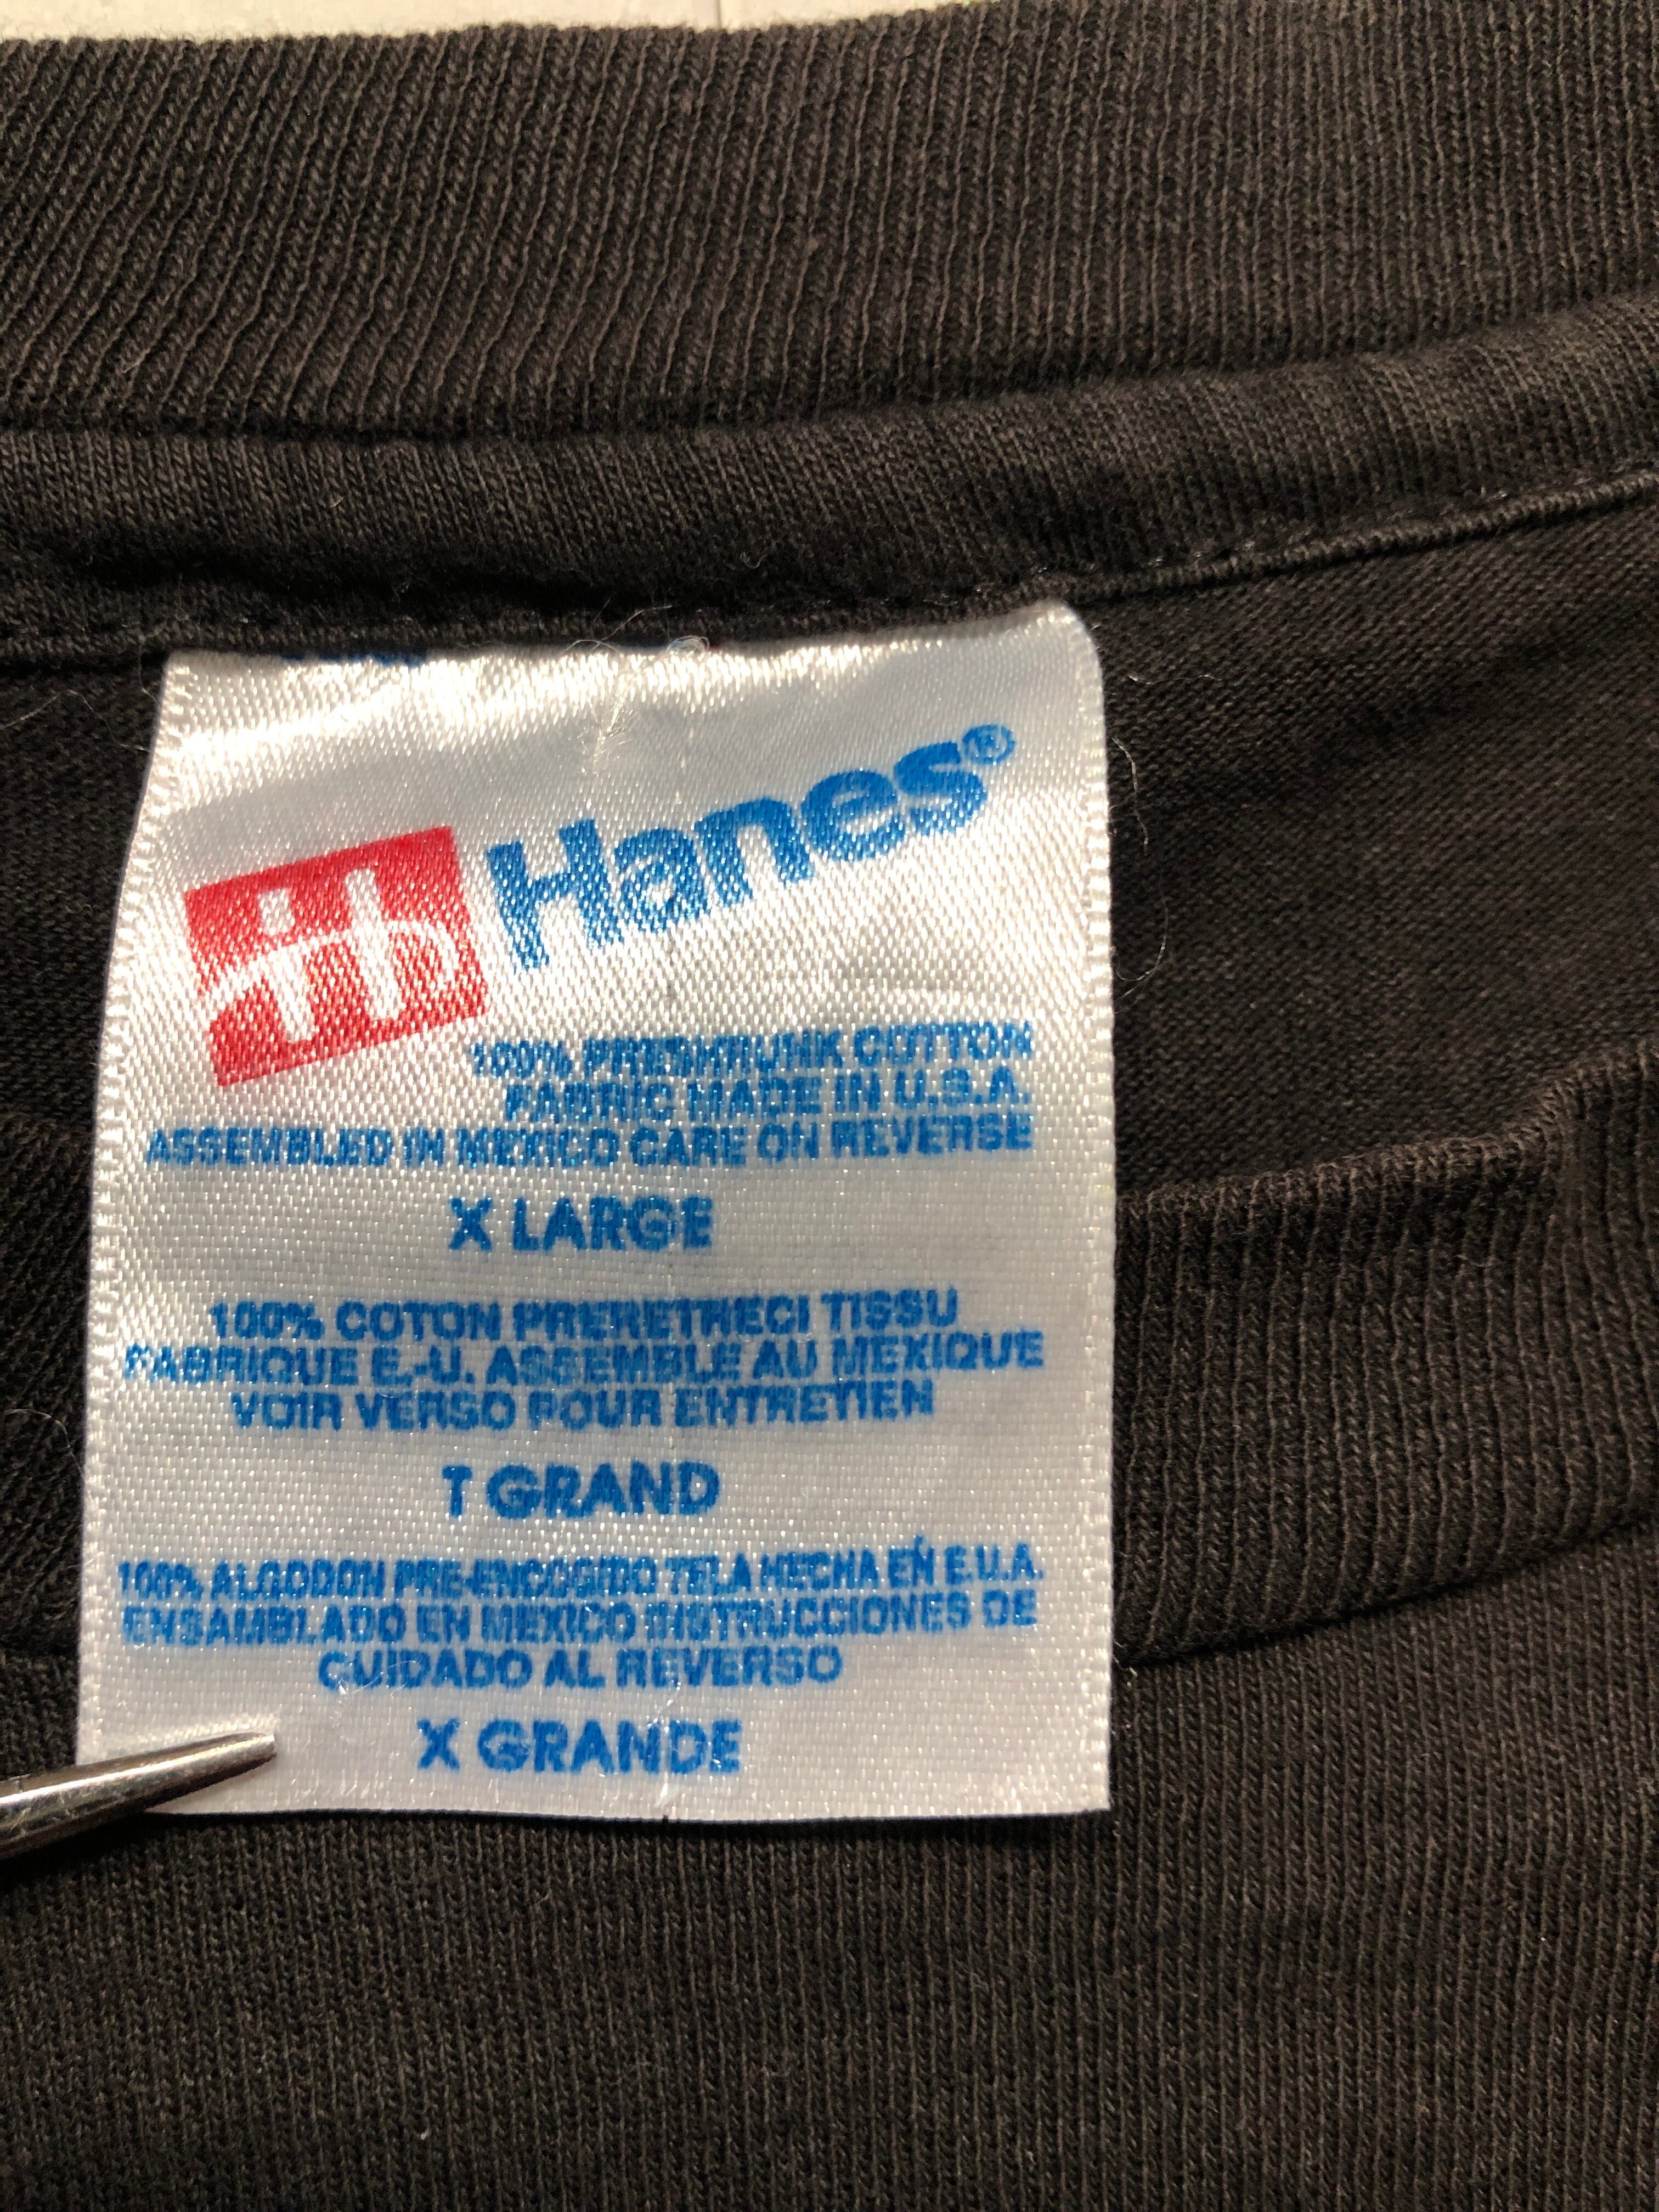 Hanes®
100% PRESHRUNK COTTON
FABRIC MADE IN U.S.A.
ASSEMBLED IN MEXICO CARE ON REVERSE
X LARGE
100% COTON PRERETRECI TISSU
FABRIQUE E.-U. ASSEMBLE AU MEXIQUE
VOIR VERSO POUR ENTRETIEN
T GRAND
100% ALGODON PRE-ENCOGIDO TELA HECHA EN E.U.A.
ENSAMBLADO EN MEXICO INSTRUCCIONES DE
CUIDADO AL REVERSO
X GRANDE